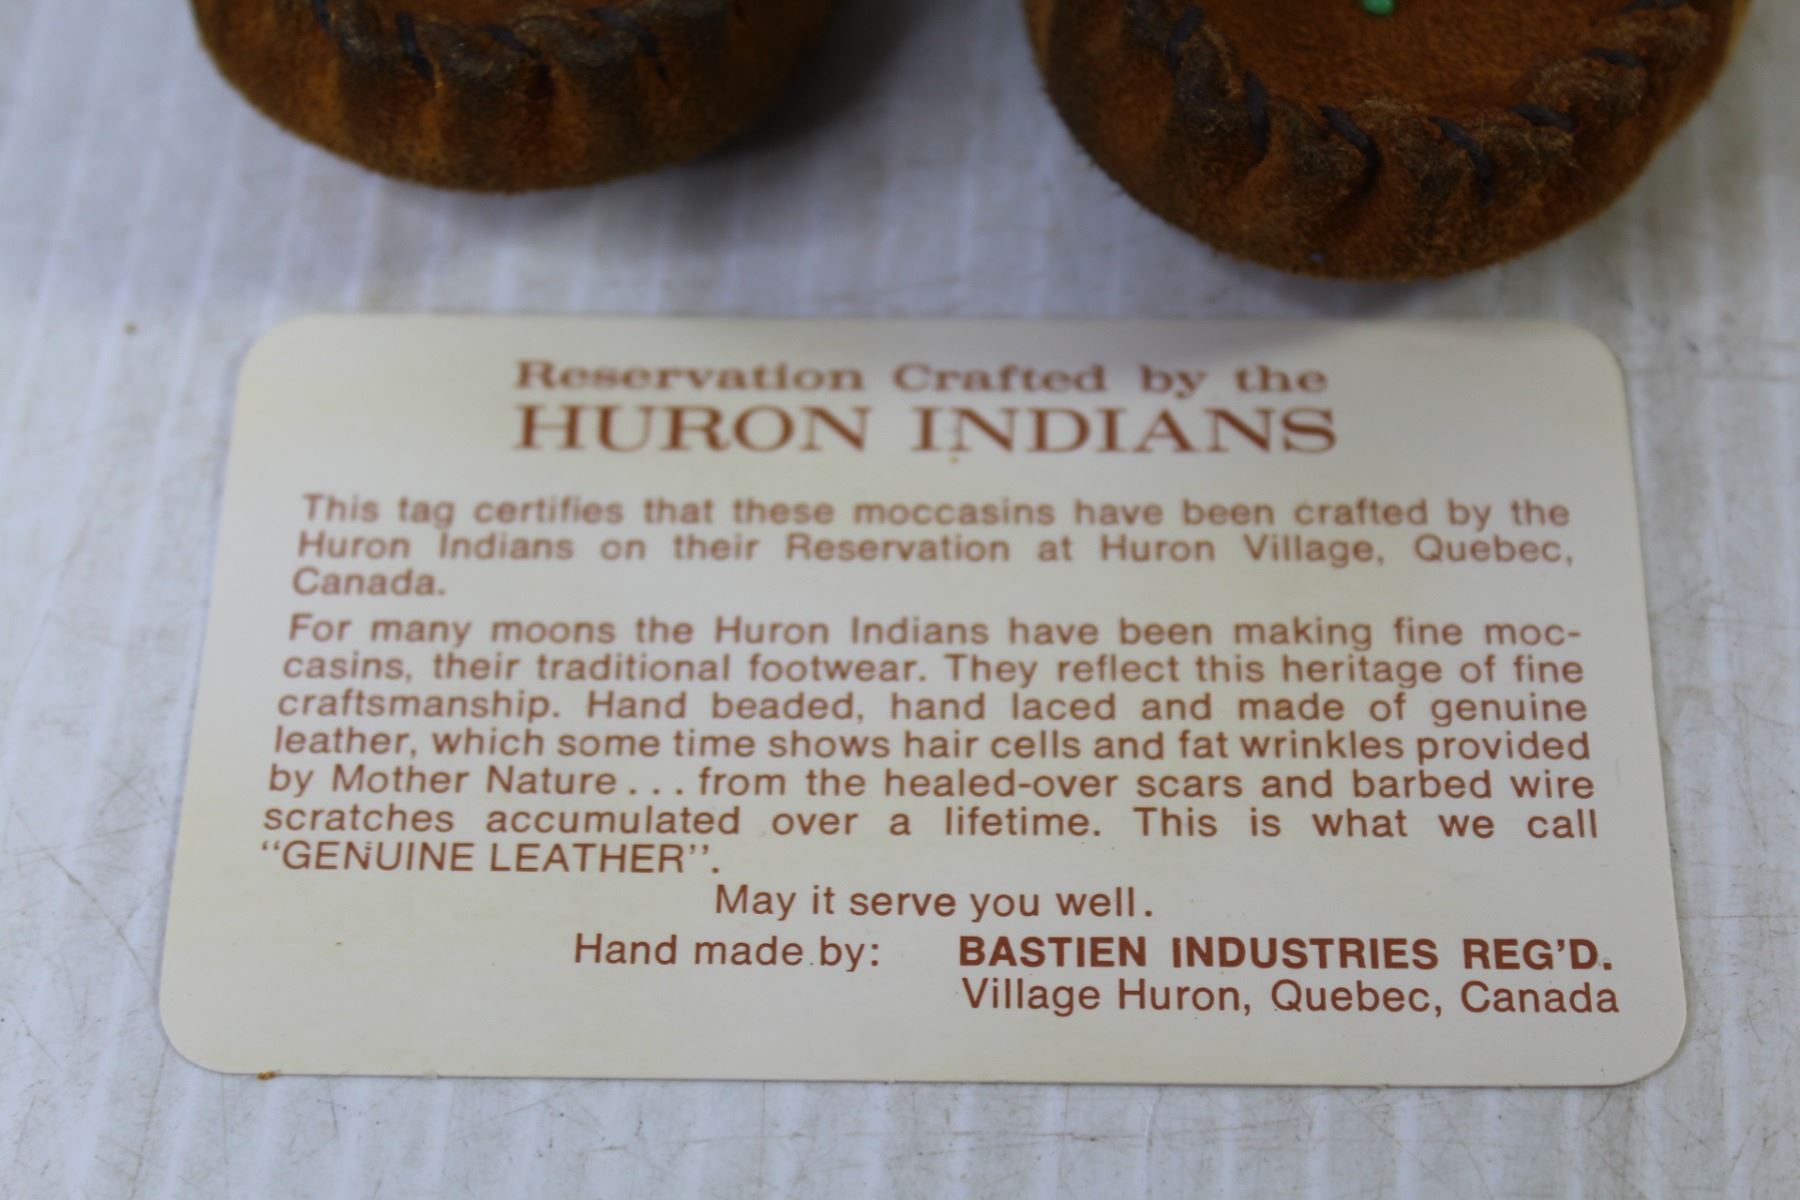 Reservation Crafted by the
HURON INDIANS
This tag certifies that these moccasins have been crafted by the
Huron Indians on their Reservation at Huron Village, Quebec,
Canada.
For many moons the Huron Indians have been making fine moc-
casins, their traditional footwear. They reflect this heritage of fine
craftsmanship. Hand beaded, hand laced and made of genuine
leather, which some time shows hair cells and fat wrinkles provided
by Mother Nature... from the healed-over scars and barbed wire
scratches accumulated over a lifetime. This is what we call
“GENUINE LEATHER”.
May it serve you well.
Hand made by: BASTIEN INDUSTRIES REG’D.
Village Huron, Quebec, Canada